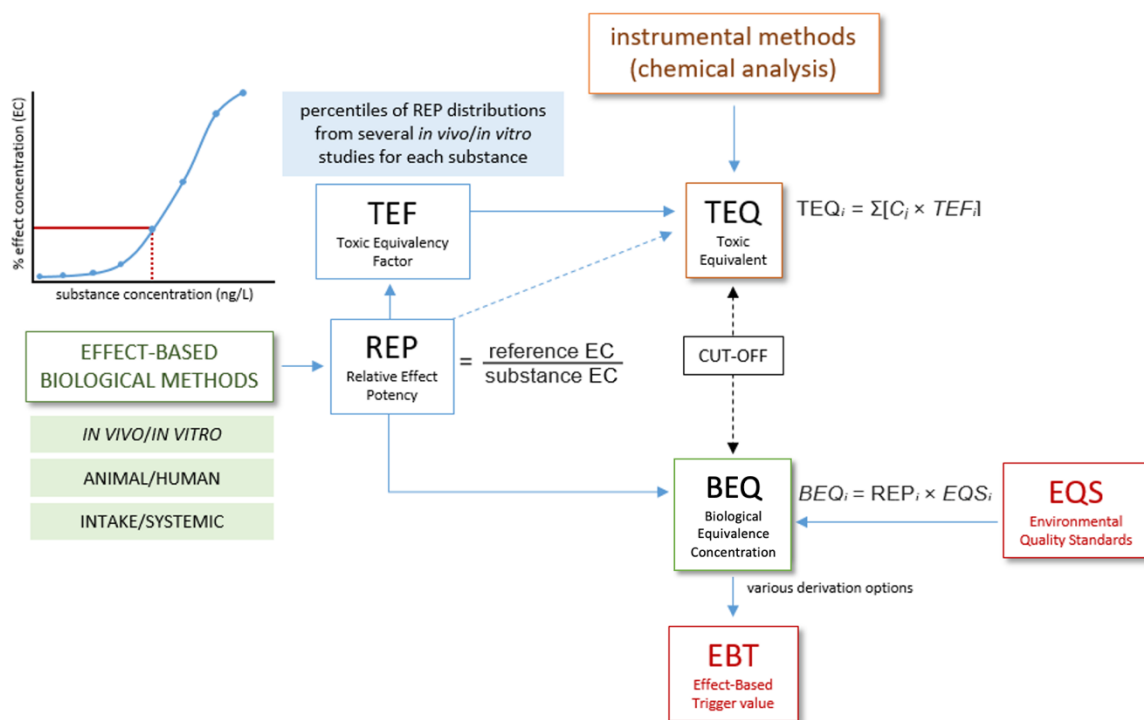 instrumental methods
(chemical analysis)
% effect concentration (EC)
substance concentration (ng/L)
percentiles of REP distributions
from several in vivo/in vitro
studies for each substance
TEF
Toxic Equivalency
Factor
TEQ
Toxic
Equivalent
TEQi = Σ[Cj × TEFi]
EFFECT-BASED
BIOLOGICAL METHODS
REP
Relative Effect
Potency
= reference EC
substance EC
CUT-OFF
IN VIVO/IN VITRO
ANIMAL/HUMAN
INTAKE/SYSTEMIC
BEQ
Biological
Equivalence
Concentration
BEQi = REPi × EQSi
EQS
Environmental
Quality Standards
various derivation options
EBT
Effect-Based
Trigger value